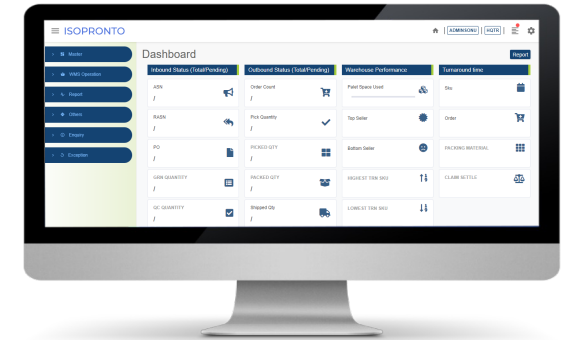 ISOPRONTO
| ADMINSONU | | HQTR |
Master
WMS Operation
Report
Others
Enquiry
Exception
Dashboard
Report
Inbound Status (Total/Pending)
ASN
/
RASN
/
PO
/
GRN QUANTITY
/
QC QUANTITY
/
Outbound Status (Total/Pending)
Order Count
/
Pick Quantity
/
PICKED QTY
/
PACKED QTY
/
Shipped Qty
/
Warehouse Performance
Palet Space Used
Top Seller
Bottom Seller
HIGHEST TRN SKU
LOWEST TRN SKU
Turnaround time
Sku
Order
PACKING MATERIAL
CLAIM SETTLE